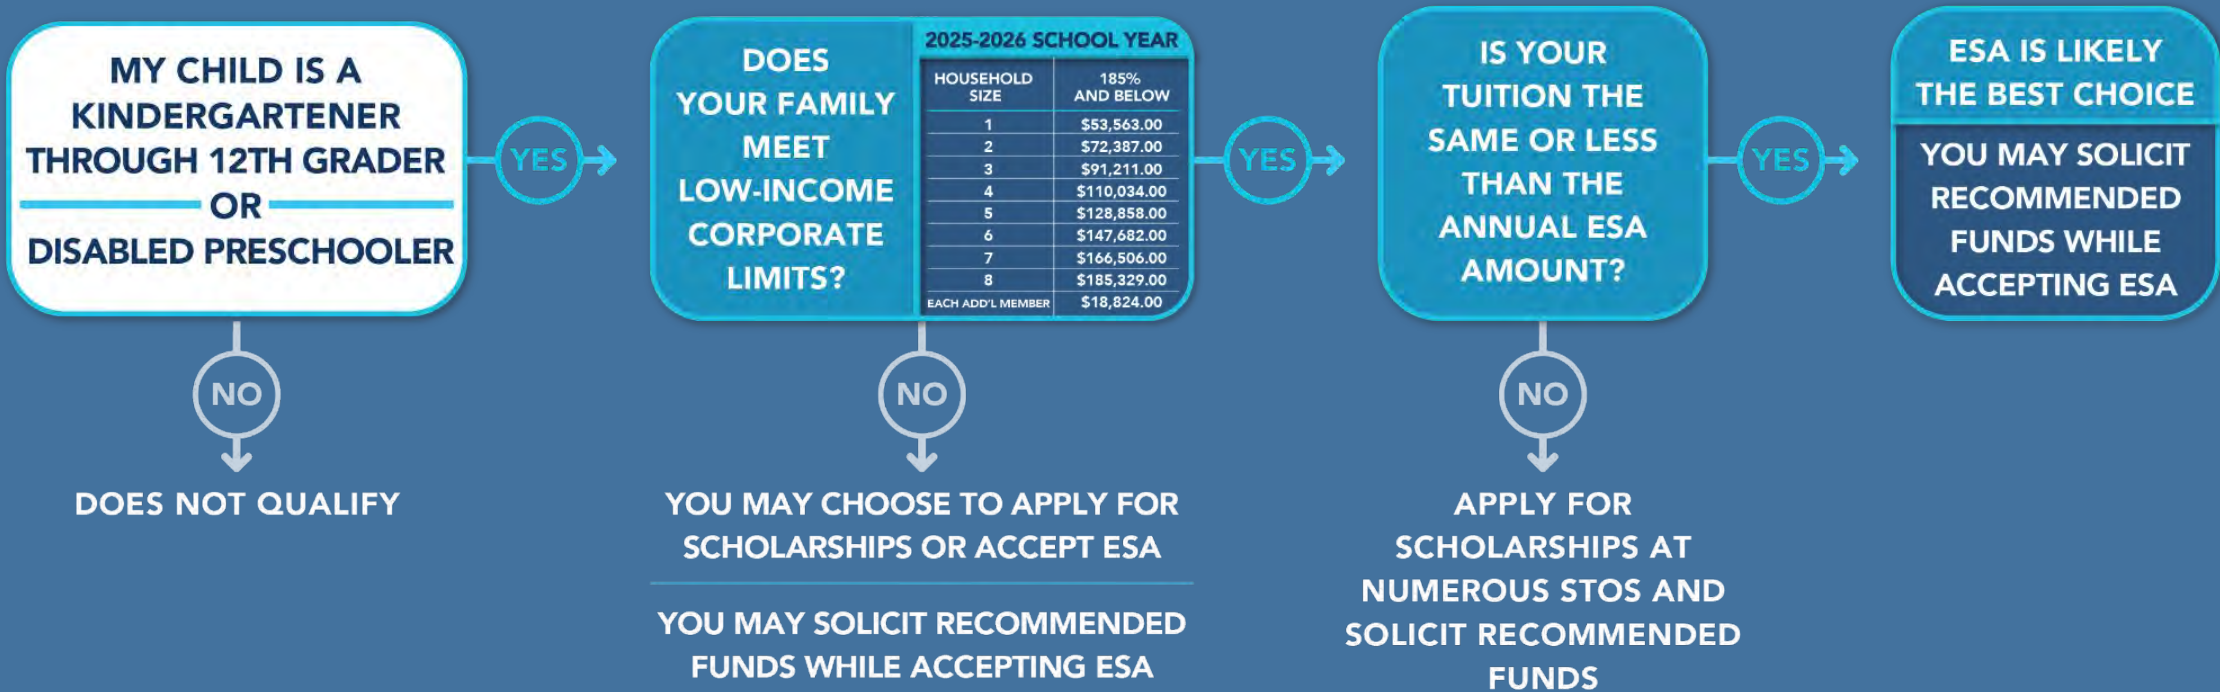 MY CHILD IS A
KINDERGARTENER
THROUGH 12TH GRADER
OR
DISABLED PRESCHOOLER
YES
NO
DOES NOT QUALIFY
DOES
YOUR FAMILY
MEET
LOW-INCOME
CORPORATE
LIMITS?
2025-2026 SCHOOL YEAR
HOUSEHOLD SIZE 185% AND BELOW
1 $53,563.00
2 $72,387.00
3 $91,211.00
4 $110,034.00
5 $128,858.00
6 $147,682.00
7 $166,506.00
8 $185,329.00
EACH ADD'L MEMBER $18,824.00
YES
NO
YOU MAY CHOOSE TO APPLY FOR
SCHOLARSHIPS OR ACCEPT ESA
YOU MAY SOLICIT RECOMMENDED
FUNDS WHILE ACCEPTING ESA
IS YOUR
TUITION THE
SAME OR LESS
THAN THE
ANNUAL ESA
AMOUNT?
YES
NO
APPLY FOR
SCHOLARSHIPS AT
NUMEROUS STOS AND
SOLICIT RECOMMENDED
FUNDS
ESA IS LIKELY
THE BEST CHOICE
YOU MAY SOLICIT
RECOMMENDED
FUNDS WHILE
ACCEPTING ESA